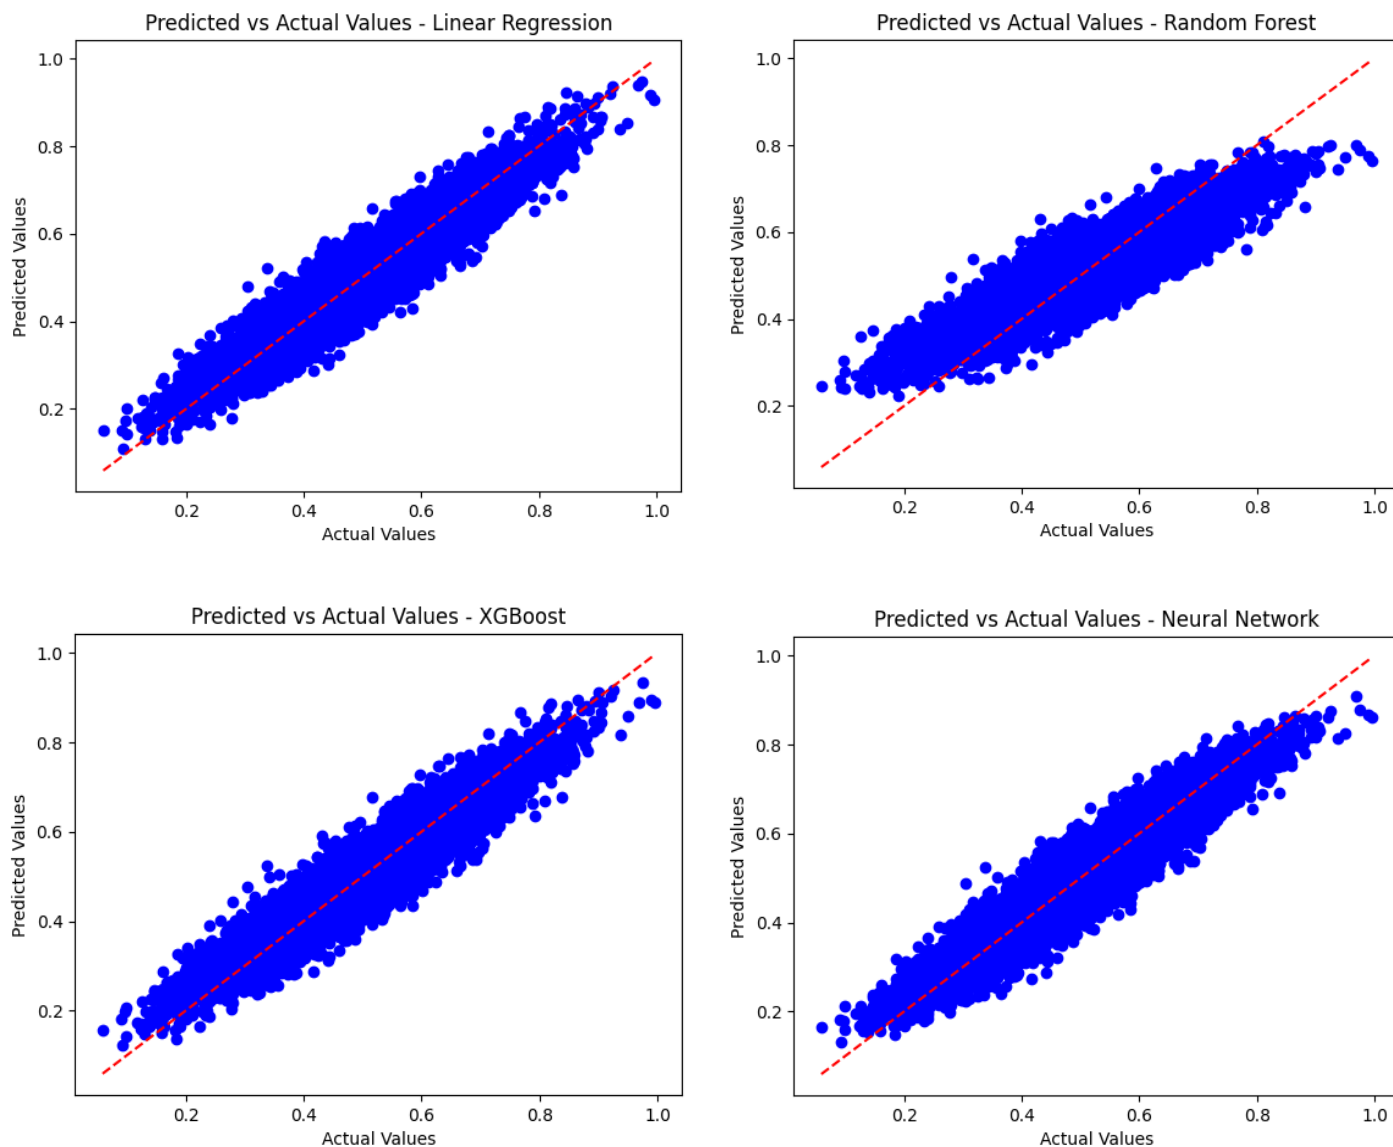 Predicted vs Actual Values - Linear Regression
1.0
0.8
0.6
0.4
0.2
Predicted Values
0.2 0.4 0.6 0.8 1.0
Actual Values
Predicted vs Actual Values - Random Forest
1.0
0.8
0.6
0.4
0.2
Predicted Values
0.2 0.4 0.6 0.8 1.0
Actual Values
Predicted vs Actual Values - XGBoost
1.0
0.8
0.6
0.4
0.2
Predicted Values
0.2 0.4 0.6 0.8 1.0
Actual Values
Predicted vs Actual Values - Neural Network
1.0
0.8
0.6
0.4
0.2
Predicted Values
0.2 0.4 0.6 0.8 1.0
Actual Values